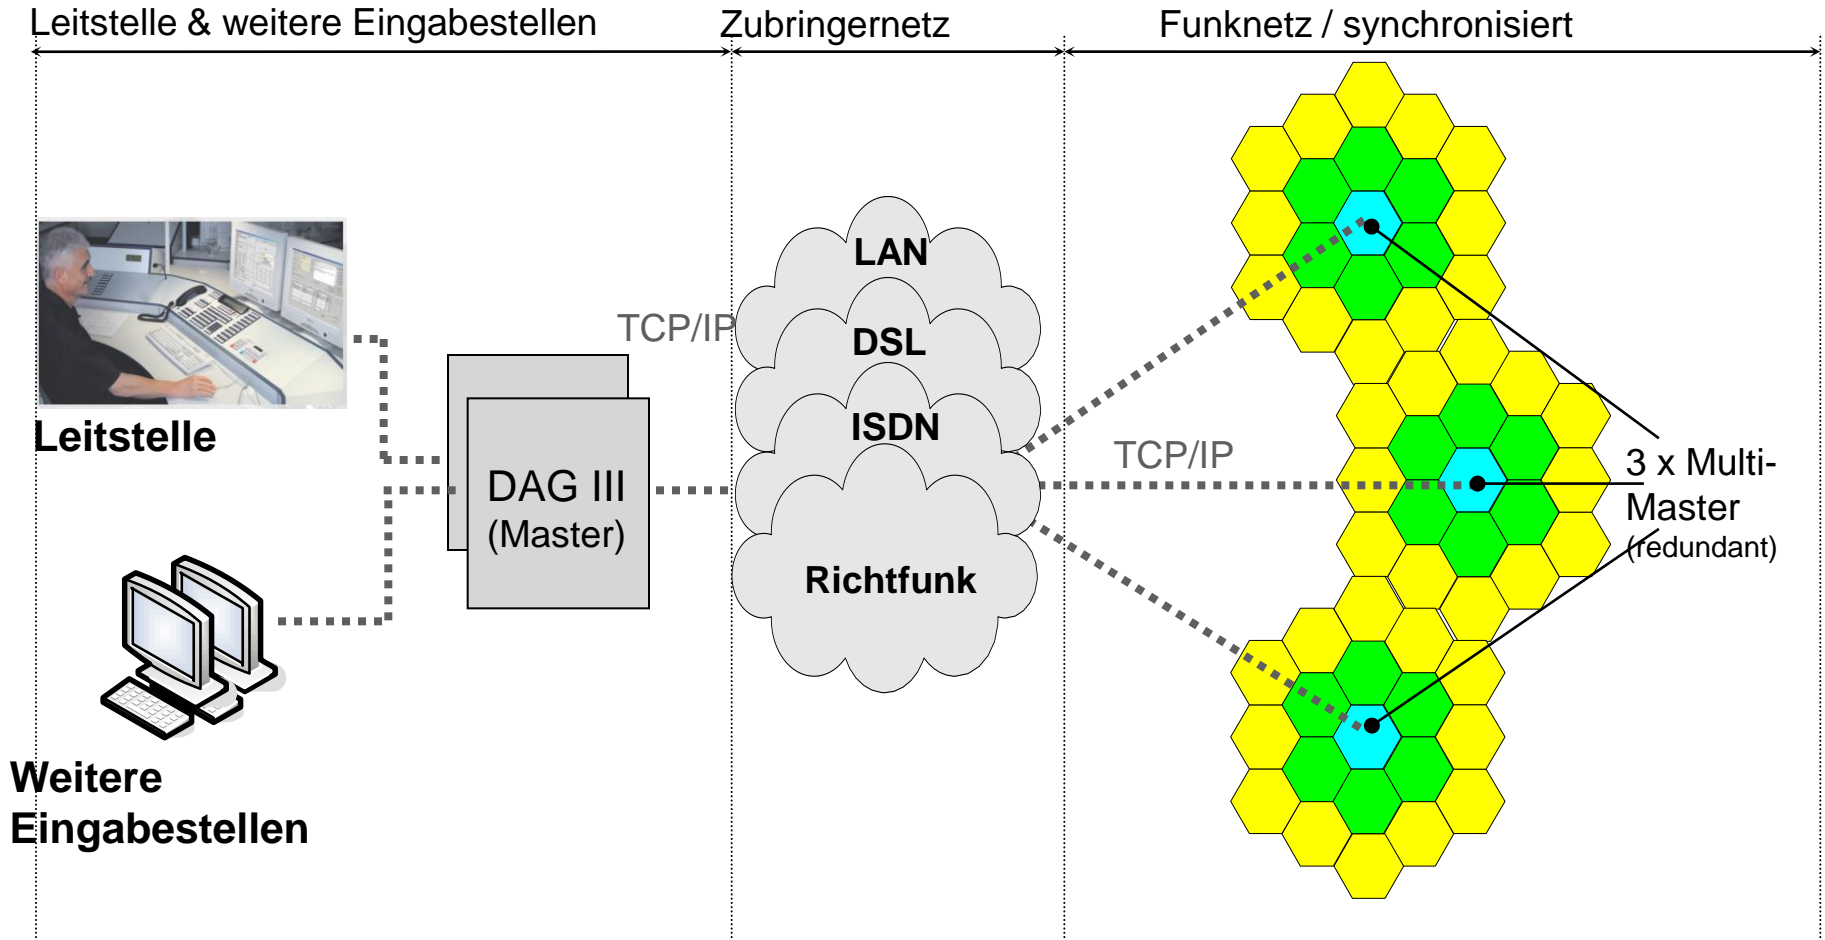 Leitstelle & weitere Eingabestellen
Zubringernetz
Funknetz / synchronisiert
Leitstelle
Weitere
Eingabestellen
DAG III
(Master)
TCP/IP
LAN
DSL
ISDN
Richtfunk
TCP/IP
3 x Multi-
Master
(redundant)